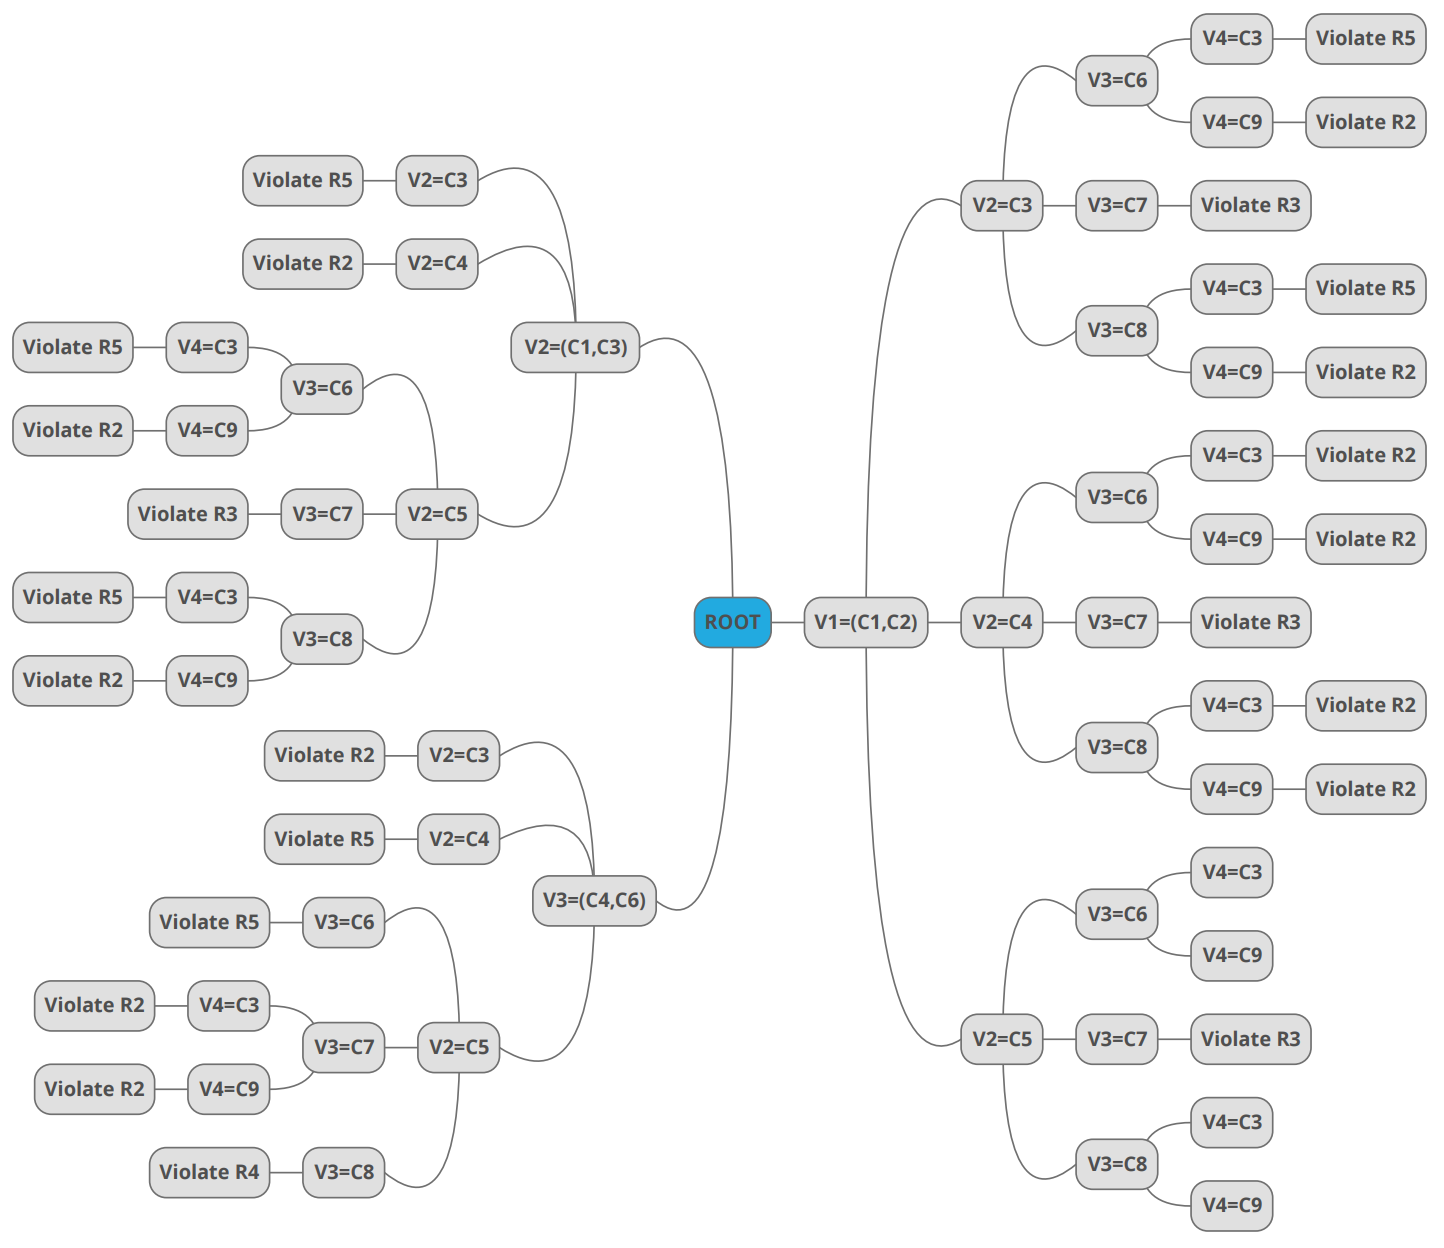 ROOT
V1=(C1,C2)
V2=C3
V3=C6
V4=C3
Violate R5
V4=C9
Violate R2
V3=C7
Violate R3
V3=C8
V4=C3
Violate R5
V4=C9
Violate R2
V2=C4
V3=C6
V4=C3
Violate R2
V4=C9
Violate R2
V3=C7
Violate R3
V3=C8
V4=C3
Violate R2
V4=C9
Violate R2
V2=C5
V3=C6
V4=C3
V4=C9
V3=C7
Violate R3
V3=C8
V4=C3
V4=C9
V2=(C1,C3)
V2=C3
Violate R5
V2=C4
Violate R2
V2=C5
V3=C6
V4=C3
Violate R5
V4=C9
Violate R2
V3=C7
Violate R3
V3=C8
V4=C3
Violate R5
V4=C9
Violate R2
V3=(C4,C6)
V2=C3
Violate R2
V2=C4
Violate R5
V2=C5
V3=C6
Violate R5
V3=C7
V4=C3
Violate R2
V4=C9
Violate R2
V3=C8
Violate R4